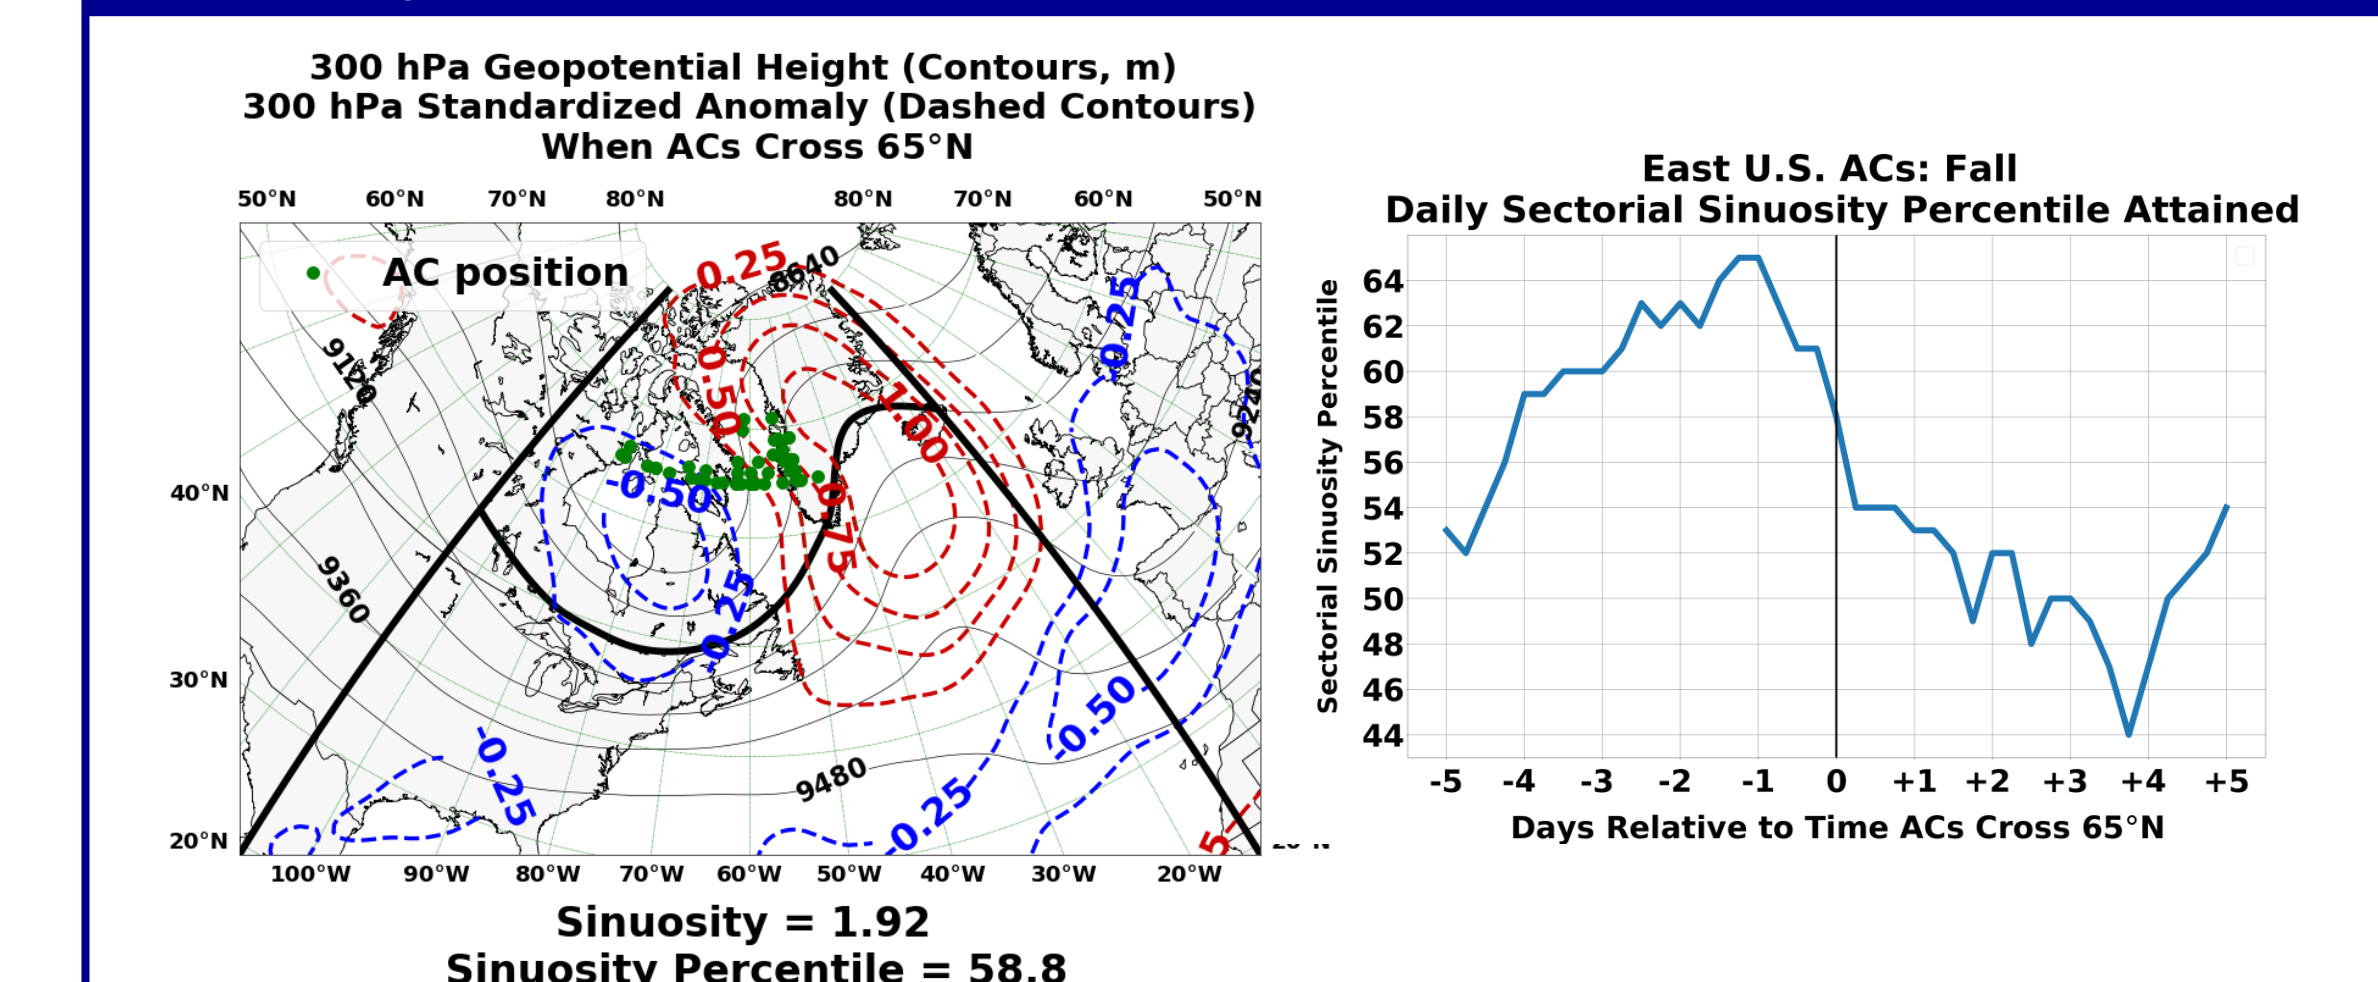 300 hPa Geopotential Height (Contours, m)
300 hPa Standardized Anomaly (Dashed Contours)
When ACs Cross 65°N
50°N 60°N 70°N 80°N 80°N 70°N 60°N 50°N
AC position
0.25
8640
-0.25
9120
0.50
1.00
9240
40°N
-0.50
0.75
9360
-0.25
30°N
-0.50
-0.25
9480
-0.25
5
20°N
100°W 90°W 80°W 70°W 60°W 50°W 40°W 30°W 20°W
Sinuosity = 1.92
Sinuosity Percentile = 58.8
East U.S. ACs: Fall
Daily Sectorial Sinuosity Percentile Attained
Sectorial Sinuosity Percentile
64
62
60
58
56
54
52
50
48
46
44
-5 -4 -3 -2 -1 0 +1 +2 +3 +4 +5
Days Relative to Time ACs Cross 65°N